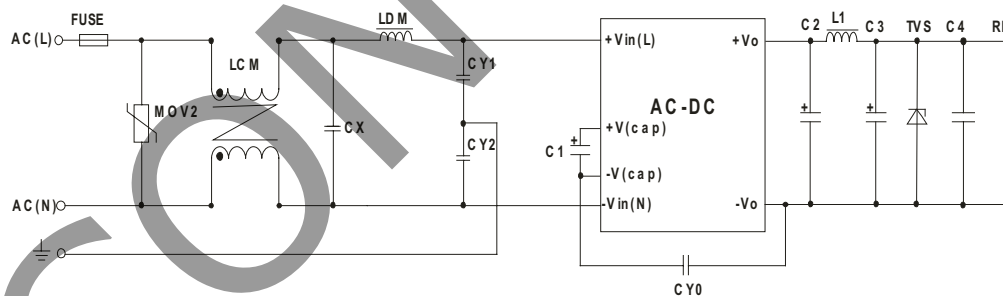 FUSE
LDM
C2 L1 C3 TVS C4
AC(L)
+Vin(L)
+Vo
LCM
CY1
MOV2
AC-DC
CX
+V(cap)
CY2
C1
-V(cap)
AC(N)
-Vin(N)
-Vo
CY0